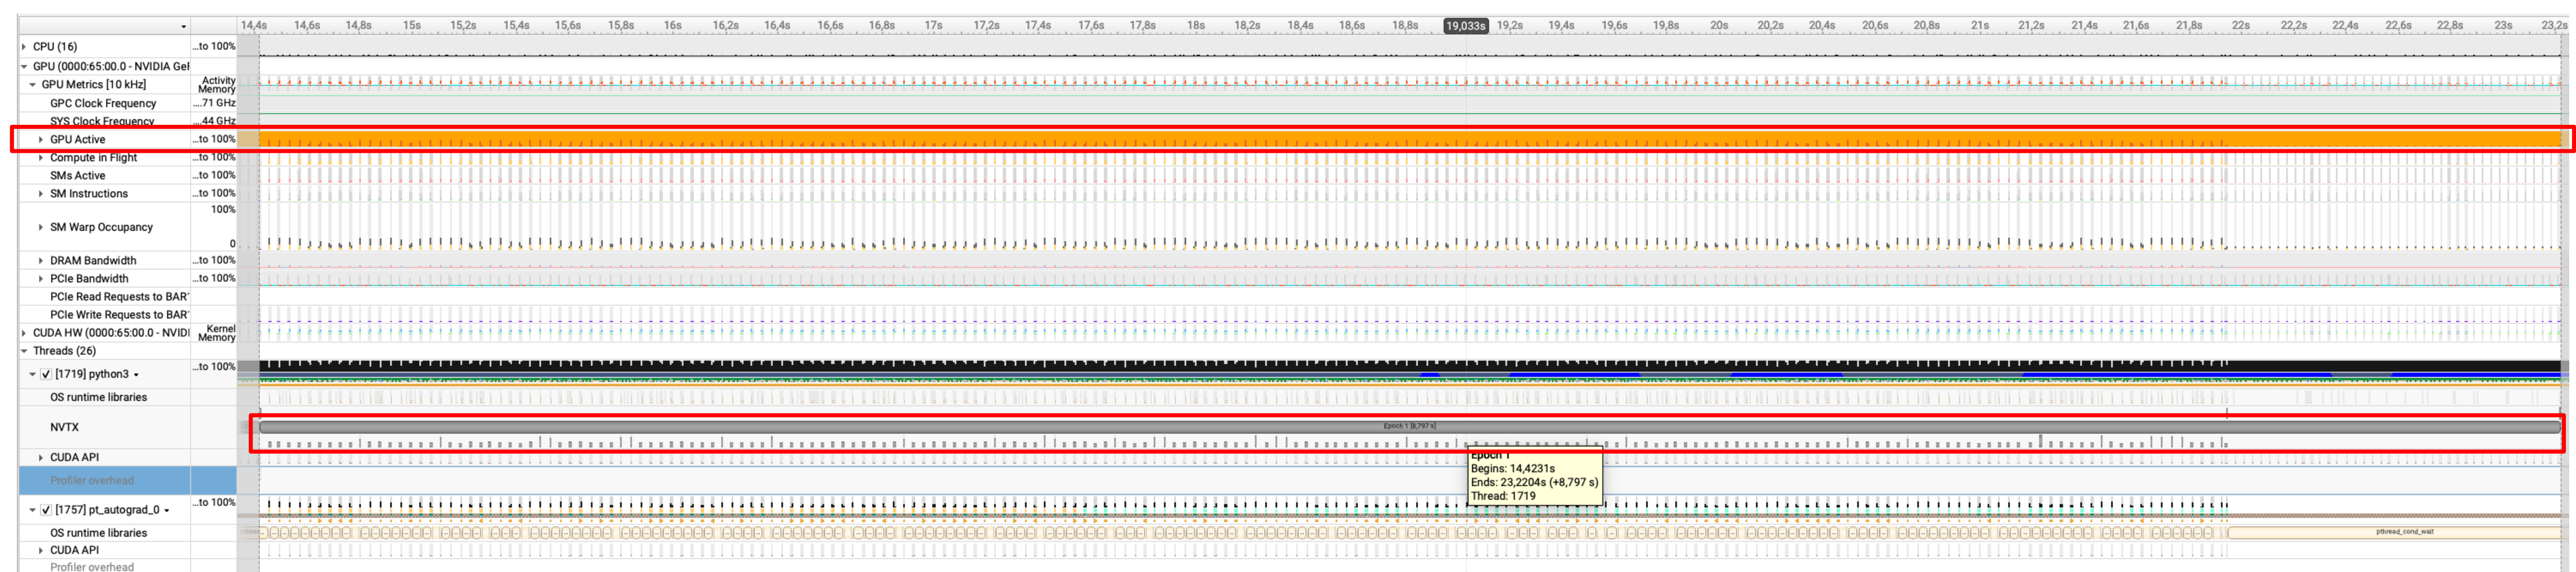 14,4s 14,6s 14,8s 15s 15,2s 15,4s 15,6s 15,8s 16s 16,2s 16,4s 16,6s 16,8s 17s 17,2s 17,4s 17,6s 17,8s 18s 18,2s 18,4s 18,6s 18,8s 19,033s 19,2s 19,4s 19,6s 19,8s 20s 20,2s 20,4s 20,6s 20,8s 21s 21,2s 21,4s 21,6s 21,8s 22s 22,2s 22,4s 22,6s 22,8s 23s 23,2s
CPU (16) ...to 100%
GPU (0000:65:00.0 - NVIDIA GeF
GPU Metrics [10 kHz] Activity
Memory
GPC Clock Frequency ....71 GHz
SYS Clock Frequency ....44 GHz
GPU Active ...to 100%
Compute in Flight ...to 100%
SMs Active ...to 100%
SM Instructions ...to 100%
100%
SM Warp Occupancy
0
DRAM Bandwidth ...to 100%
PCIe Bandwidth ...to 100%
PCIe Read Requests to BAR
PCIe Write Requests to BAR
CUDA HW (0000:65:00.0 - NVIDI Kernel
Memory
Threads (26)
[1719] python3 ...to 100%
OS runtime libraries
NVTX Epoch 1 [8,797 s]
CUDA API
Epoch 1
Begins: 14,4231s
Ends: 23,2204s (+8,797 s)
Thread: 1719
Profiler overhead
[1757] pt_autograd_0 ...to 100%
OS runtime libraries pthread_cond_wait
CUDA API
Profiler overhead